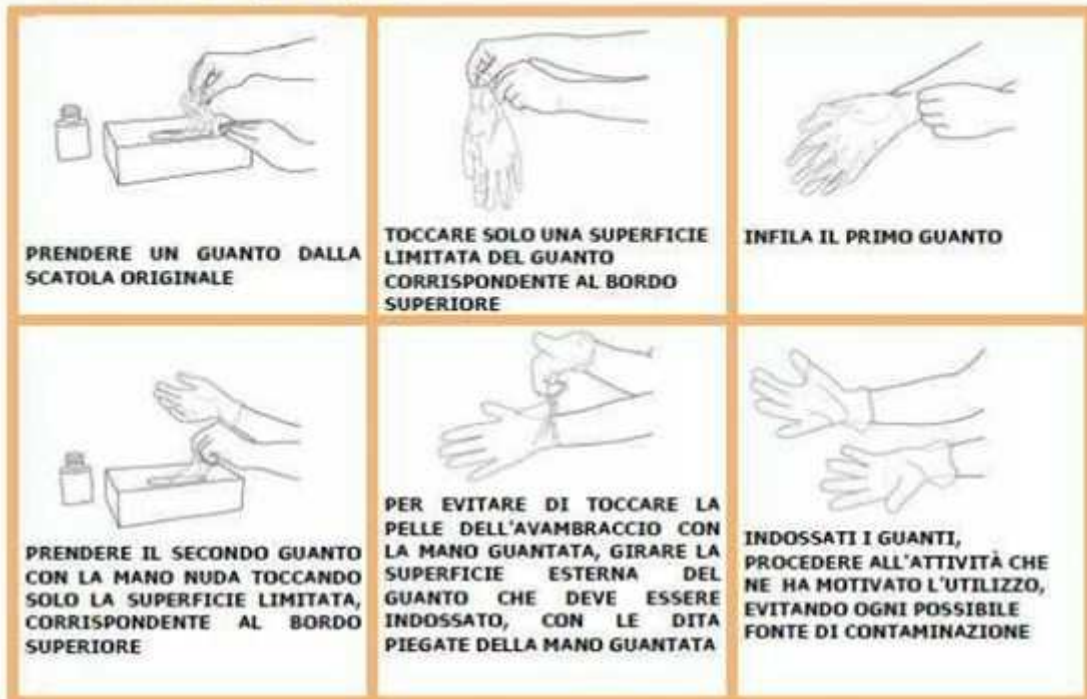 PRENDERE UN GUANTO DALLA
SCATOLA ORIGINALE
TOCCARE SOLO UNA SUPERFICIE
LIMITATA DEL GUANTO
CORRISPONDENTE AL BORDO
SUPERIORE
INFILA IL PRIMO GUANTO
PRENDERE IL SECONDO GUANTO
CON LA MANO NUDA TOCCANDO
SOLO LA SUPERFICIE LIMITATA,
CORRISPONDENTE AL BORDO
SUPERIORE
PER EVITARE DI TOCCARE LA
PELLE DELL'AVAMBRACCIO CON
LA MANO GUANTATA, GIRARE LA
SUPERFICIE ESTERNA DEL
GUANTO CHE DEVE ESSERE
INDOSSATO, CON LE DITA
PIEGATE DELLA MANO GUANTATA
INDOSSATI I GUANTI,
PROCEDERE ALL'ATTIVITÀ CHE
NE HA MOTIVATO L'UTILIZZO,
EVITANDO OGNI POSSIBILE
FONTE DI CONTAMINAZIONE